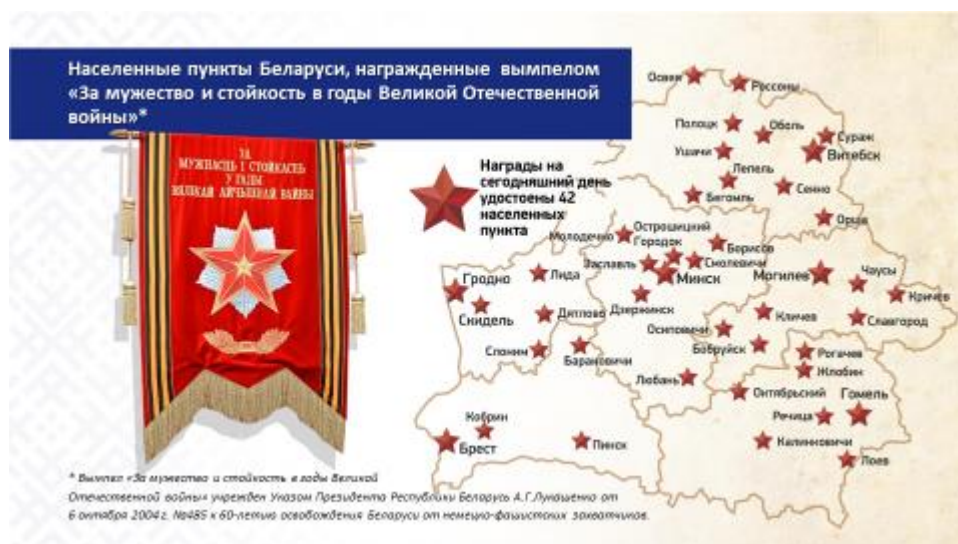 Населенные пункты Беларуси, награжденные вымпелом
«За мужество и стойкость в годы Великой Отечественной
войны»*
ЗА
МУЖНАСЦЬ І СТОЙКАСЦЬ
У ГАДЫ
ВЯЛІКАЙ АЙЧЫННАЙ ВАЙНЫ
Награды на
сегодняшний день
удостоены 42
населенных
пункта
Освея
Россоны
Полоцк
Оболь
Сураж
Ушачи
Витебск
Лепель
Сенно
Бегомль
Орша
Молодечно
Острошицкий
Городок
Борисов
Заславль
Смолевичи
Минск
Могилев
Чаусы
Кричев
Гродно
Лида
Скидель
Дятлово
Дзержинск
Кличев
Славгород
Осиповичи
Слоним
Барановичи
Бобруйск
Рогачев
Жлобин
Любань
Октябрьский
Гомель
Речица
Кобрин
Брест
Пинск
Калинковичи
Лоев
* Вымпел «За мужество и стойкость в годы Великой
Отечественной войны» учрежден Указом Президента Республики Беларусь А.Г.Лукашенко от
6 октября 2004 г. №485 к 60-летию освобождения Беларуси от немецко-фашистских захватчиков.